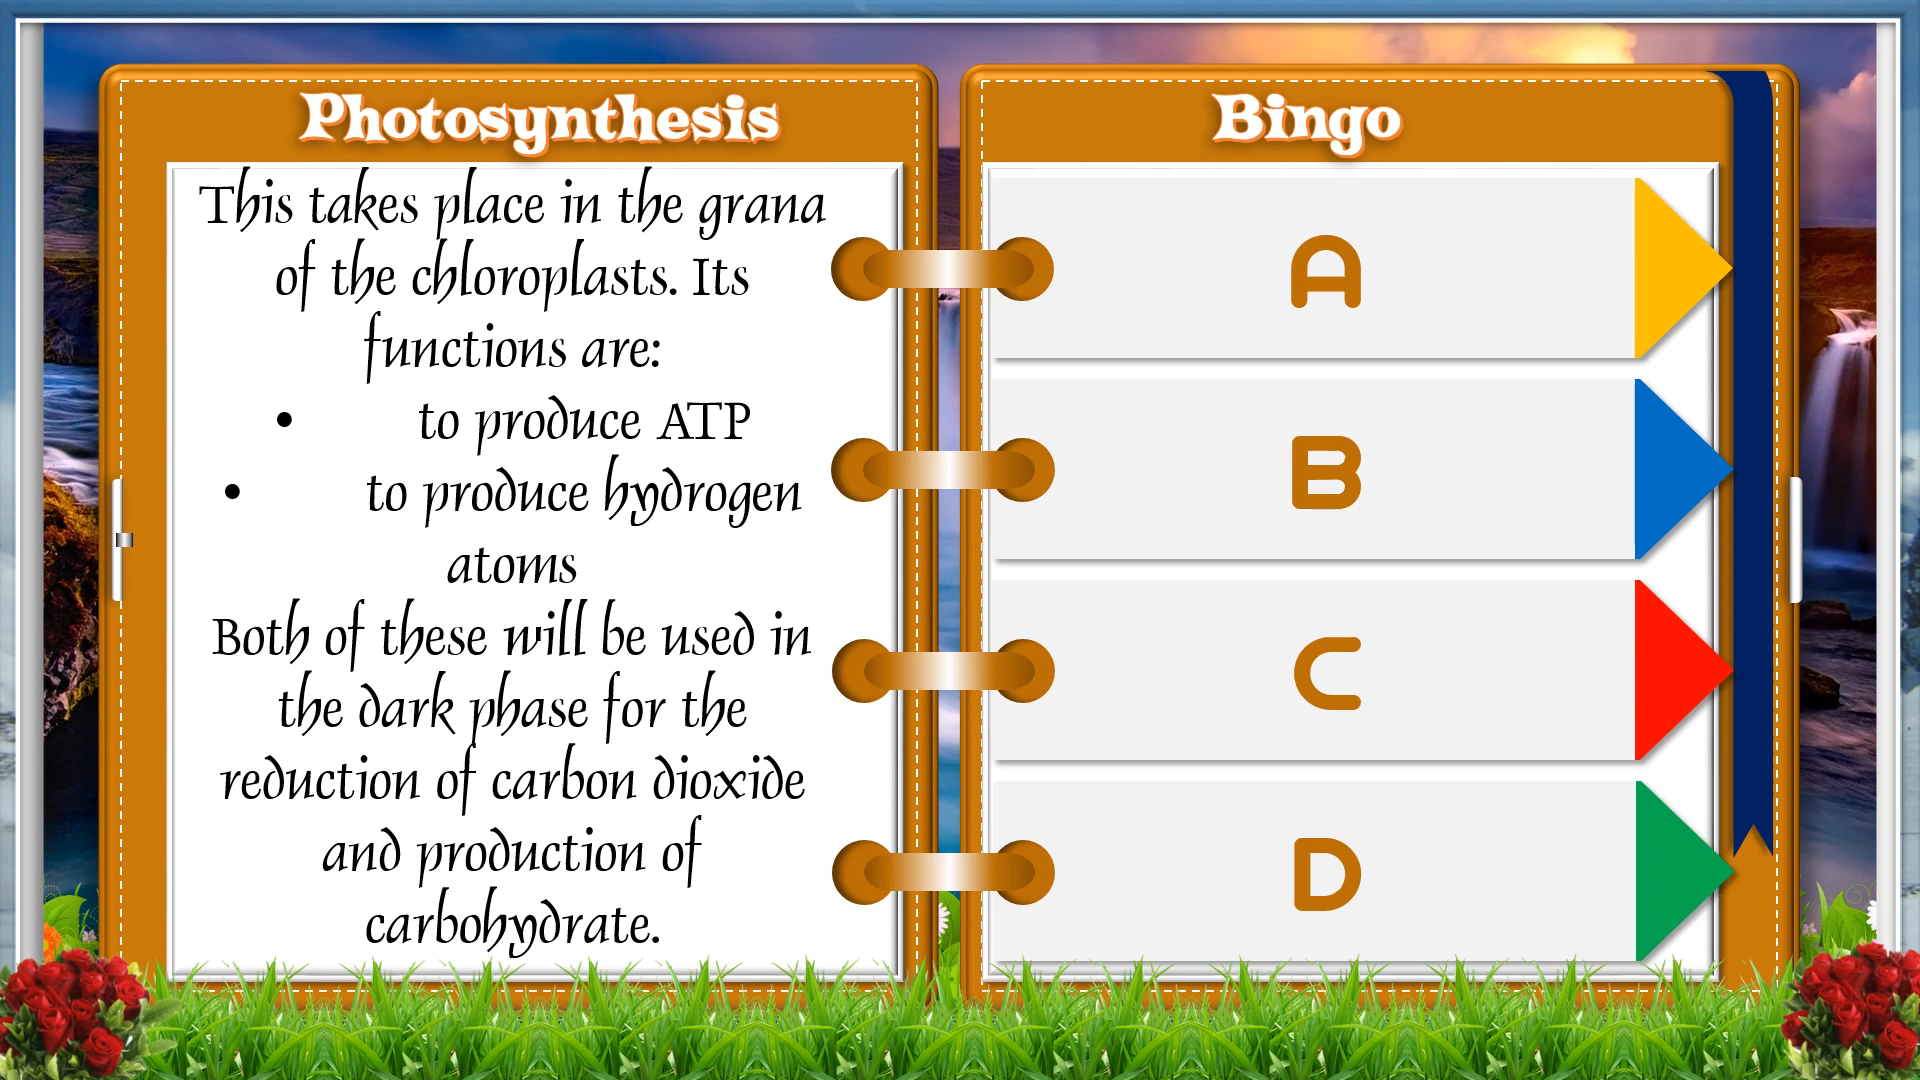 Photosynthesis
This takes place in the grana
of the chloroplasts. Its
functions are:
• to produce ATP
• to produce hydrogen
atoms
Both of these will be used in
the dark phase for the
reduction of carbon dioxide
and production of
carbohydrate.
Bingo
A
B
C
D